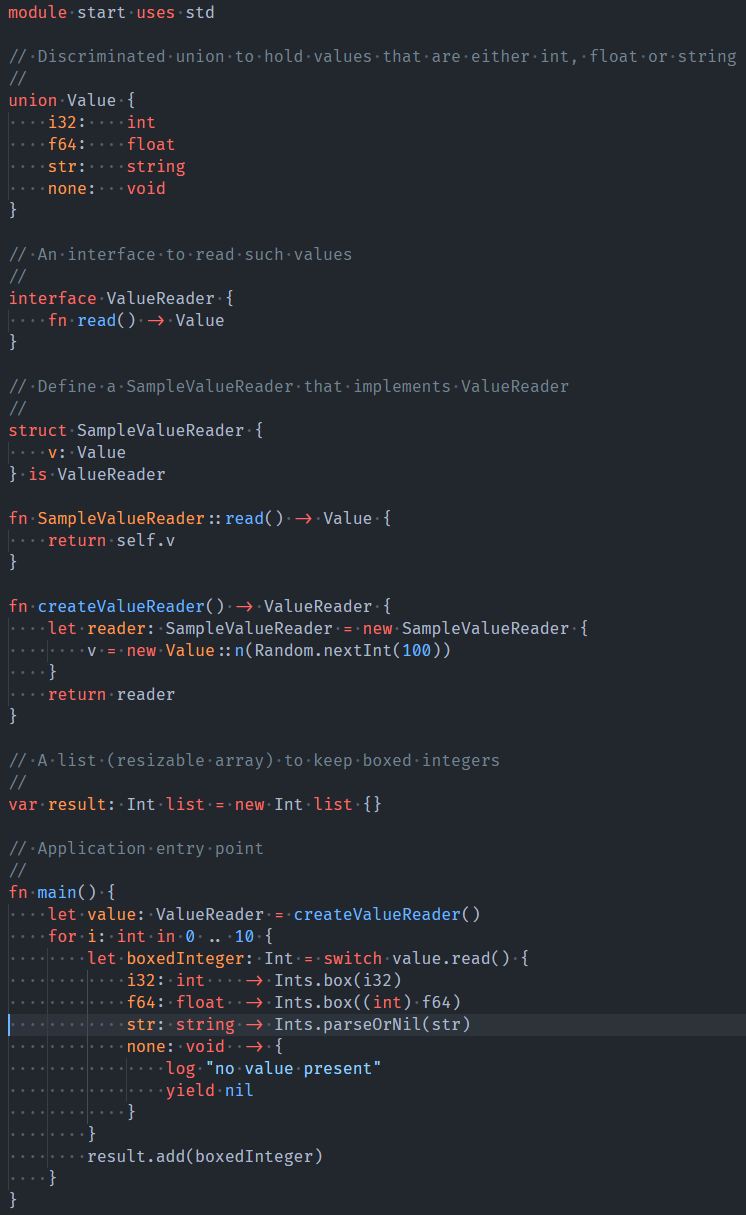 module start uses std

// Discriminated union to hold values that are either int, float or string
//
union Value {
    i32:    int
    f64:    float
    str:    string
    none:   void
}

// An interface to read such values
//
interface ValueReader {
    fn read() -> Value
}

// Define a SampleValueReader that implements ValueReader
//
struct SampleValueReader {
    v: Value
} is ValueReader

fn SampleValueReader::read() -> Value {
    return self.v
}

fn createValueReader() -> ValueReader {
    let reader: SampleValueReader = new SampleValueReader {
        v = new Value::n(Random.nextInt(100))
    }
    return reader
}

// A list (resizable array) to keep boxed integers
//
var result: Int list = new Int list {}

// Application entry point
//
fn main() {
    let value: ValueReader = createValueReader()
    for i: int in 0 .. 10 {
        let boxedInteger: Int = switch value.read() {
            i32: int    -> Ints.box(i32)
            f64: float  -> Ints.box((int) f64)
            str: string -> Ints.parseOrNil(str)
            none: void  -> {
                log "no value present"
                yield nil
            }
        }
        result.add(boxedInteger)
    }
}